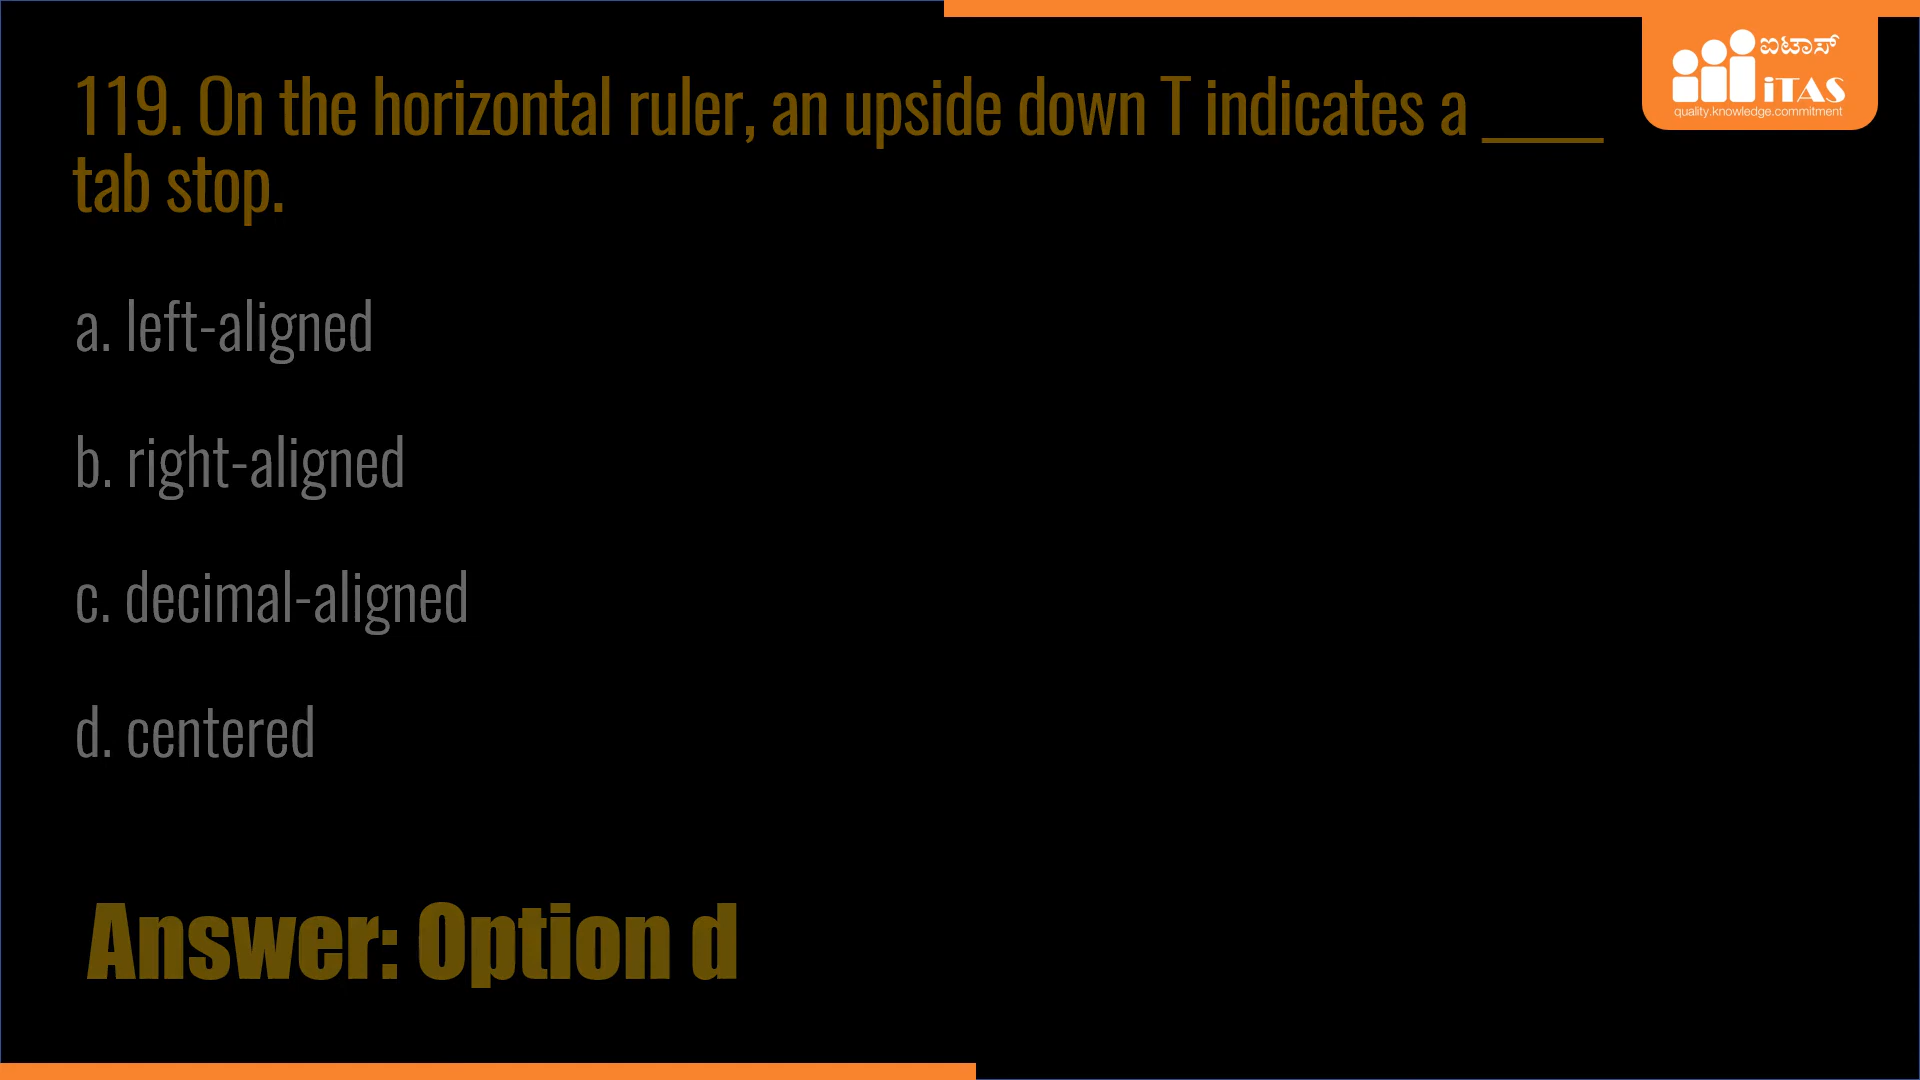 119. On the horizontal ruler, an upside down T indicates a _____
tab stop.
a. left-aligned
b. right-aligned
c. decimal-aligned
d. centered
Answer: Option d
ಐಟಾಸ್
iTAS
quality.knowledge.commitment